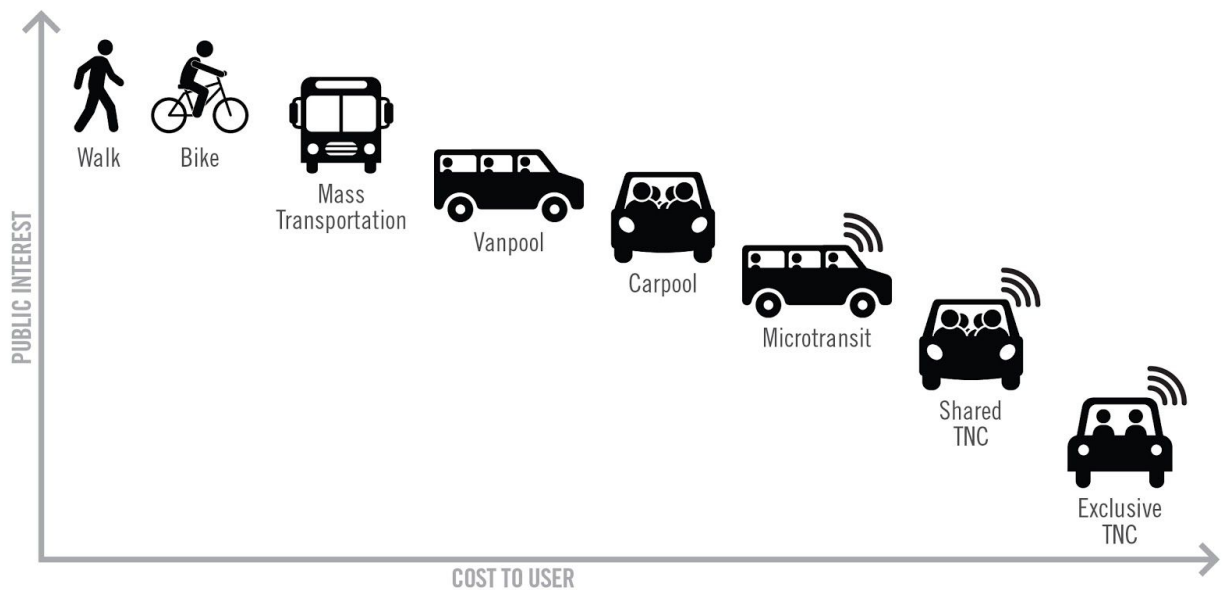 Walk
Bike
Mass
Transportation
Vanpool
Carpool
Microtransit
Shared
TNC
Exclusive
TNC
PUBLIC INTEREST
COST TO USER